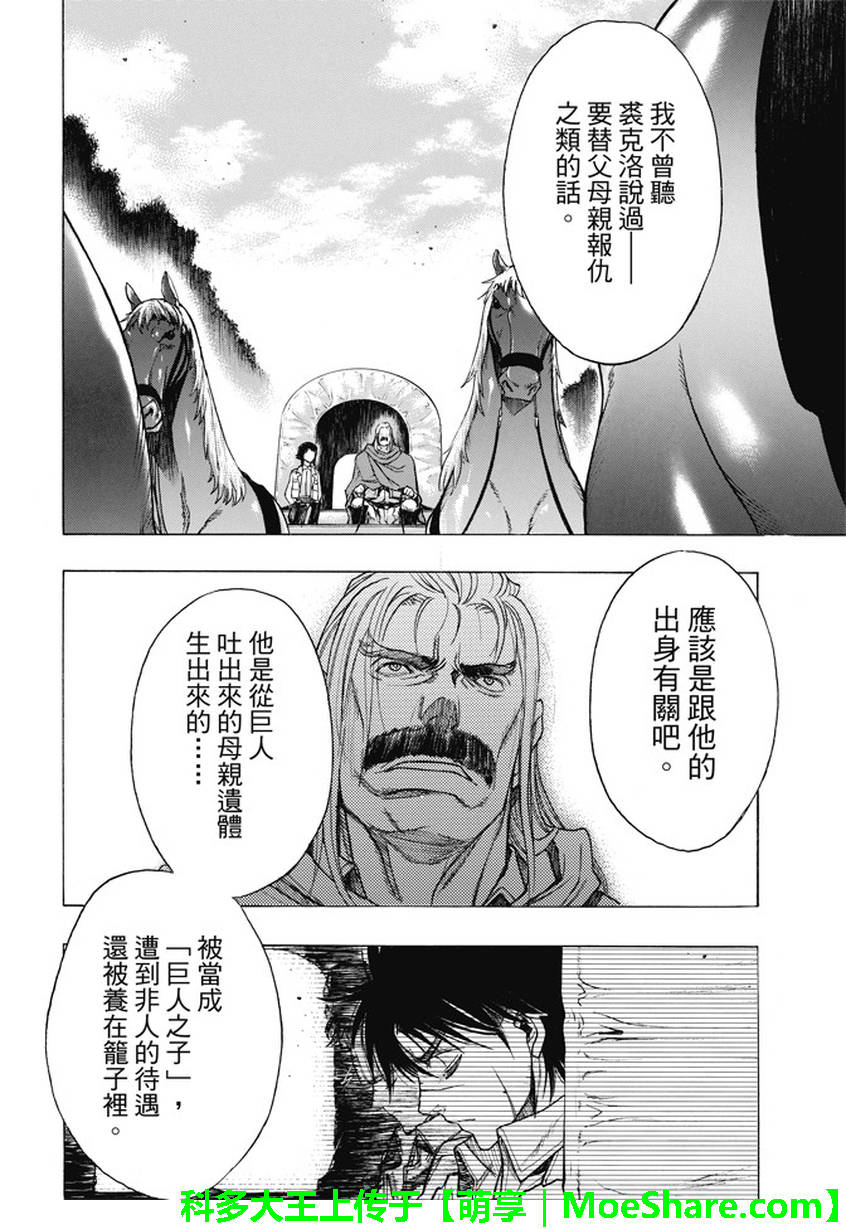 我不曾聽
裘克洛說過——
要替父母親報仇
之類的話。
應該是跟他的
出身有關吧。
他是從巨人
吐出來的母親遺體
生出來的……
被當成
「巨人之子」，
遭到非人的待遇
還被養在籠子裡。
科多大王上传于【萌享｜MoeShare.com】